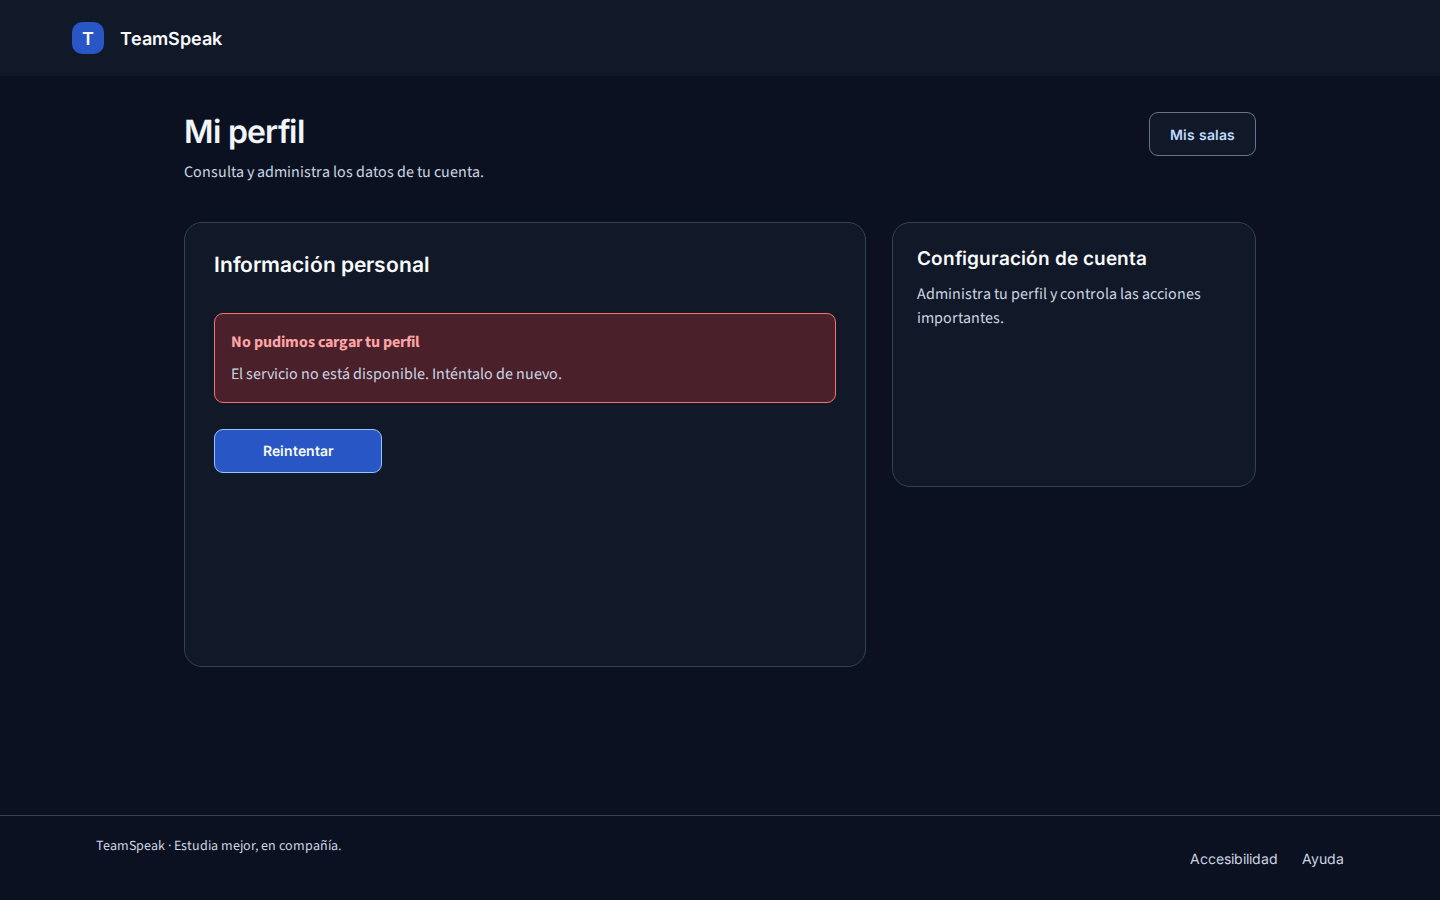 T TeamSpeak
Mi perfil
Mis salas
Consulta y administra los datos de tu cuenta.
Información personal
No pudimos cargar tu perfil
El servicio no está disponible. Inténtalo de nuevo.
Reintentar
Configuración de cuenta
Administra tu perfil y controla las acciones
importantes.
TeamSpeak · Estudia mejor, en compañía.
Accesibilidad Ayuda